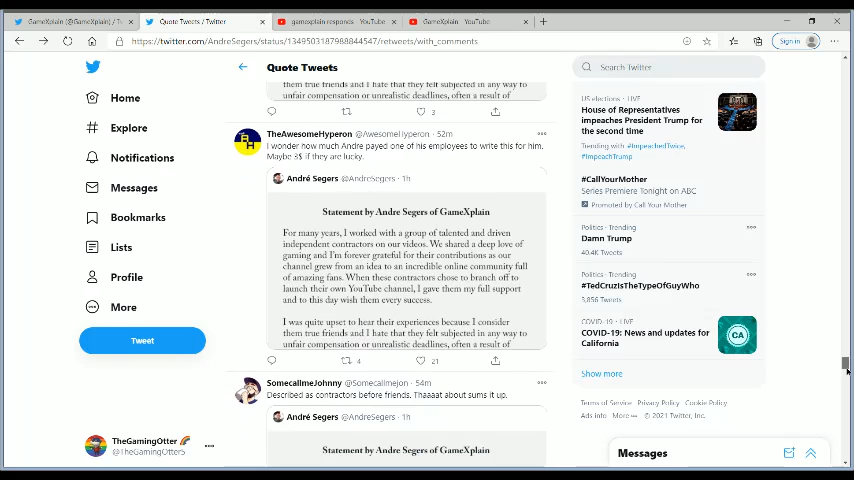 GameXplain (@GameXplain) / T
Quote Tweets / Twitter
gamexplain responds - YouTube
GameXplain - YouTube
https://twitter.com/AndreSegers/status/1349503187988844547/retweets/with_comments
Sign in
Home
Explore
Notifications
Messages
Bookmarks
Lists
Profile
More
Tweet
TheGamingOtter
@TheGamingOtter5
Quote Tweets
them true friends and I hate that they felt subjected in any way to
unfair compensation or unrealistic deadlines, often a result of
3
TheAwesomeHyperon @AwesomeHyperon · 52m
I wonder how much Andre payed one of his employees to write this for him.
Maybe 3$ if they are lucky.
André Segers @AndreSegers · 1h
Statement by Andre Segers of GameXplain
For many years, I worked with a group of talented and driven
independent contractors on our videos. We shared a deep love of
gaming and I'm forever grateful for their contributions as our
channel grew from an idea to an incredible online community full
of amazing fans. When these contractors chose to branch off to
launch their own YouTube channel, I gave them my full support
and to this day wish them every success.
I was quite upset to hear their experiences because I consider
them true friends and I hate that they felt subjected in any way to
unfair compensation or unrealistic deadlines, often a result of
4
21
SomecallmeJohnny @Somecallmejon · 54m
Described as contractors before friends. Thaaaat about sums it up.
André Segers @AndreSegers · 1h
Statement by Andre Segers of GameXplain
Search Twitter
US elections · LIVE
House of Representatives
impeaches President Trump for
the second time
Trending with #ImpeachedTwice,
#ImpeachTrump
#CallYourMother
Series Premiere Tonight on ABC
Promoted by Call Your Mother
Politics · Trending
Damn Trump
40.4K Tweets
Politics · Trending
#TedCruzIsTheTypeOfGuyWho
3,856 Tweets
COVID-19 · LIVE
COVID-19: News and updates for
California
CA
Show more
Terms of Service Privacy Policy Cookie Policy
Ads info More © 2021 Twitter, Inc.
Messages